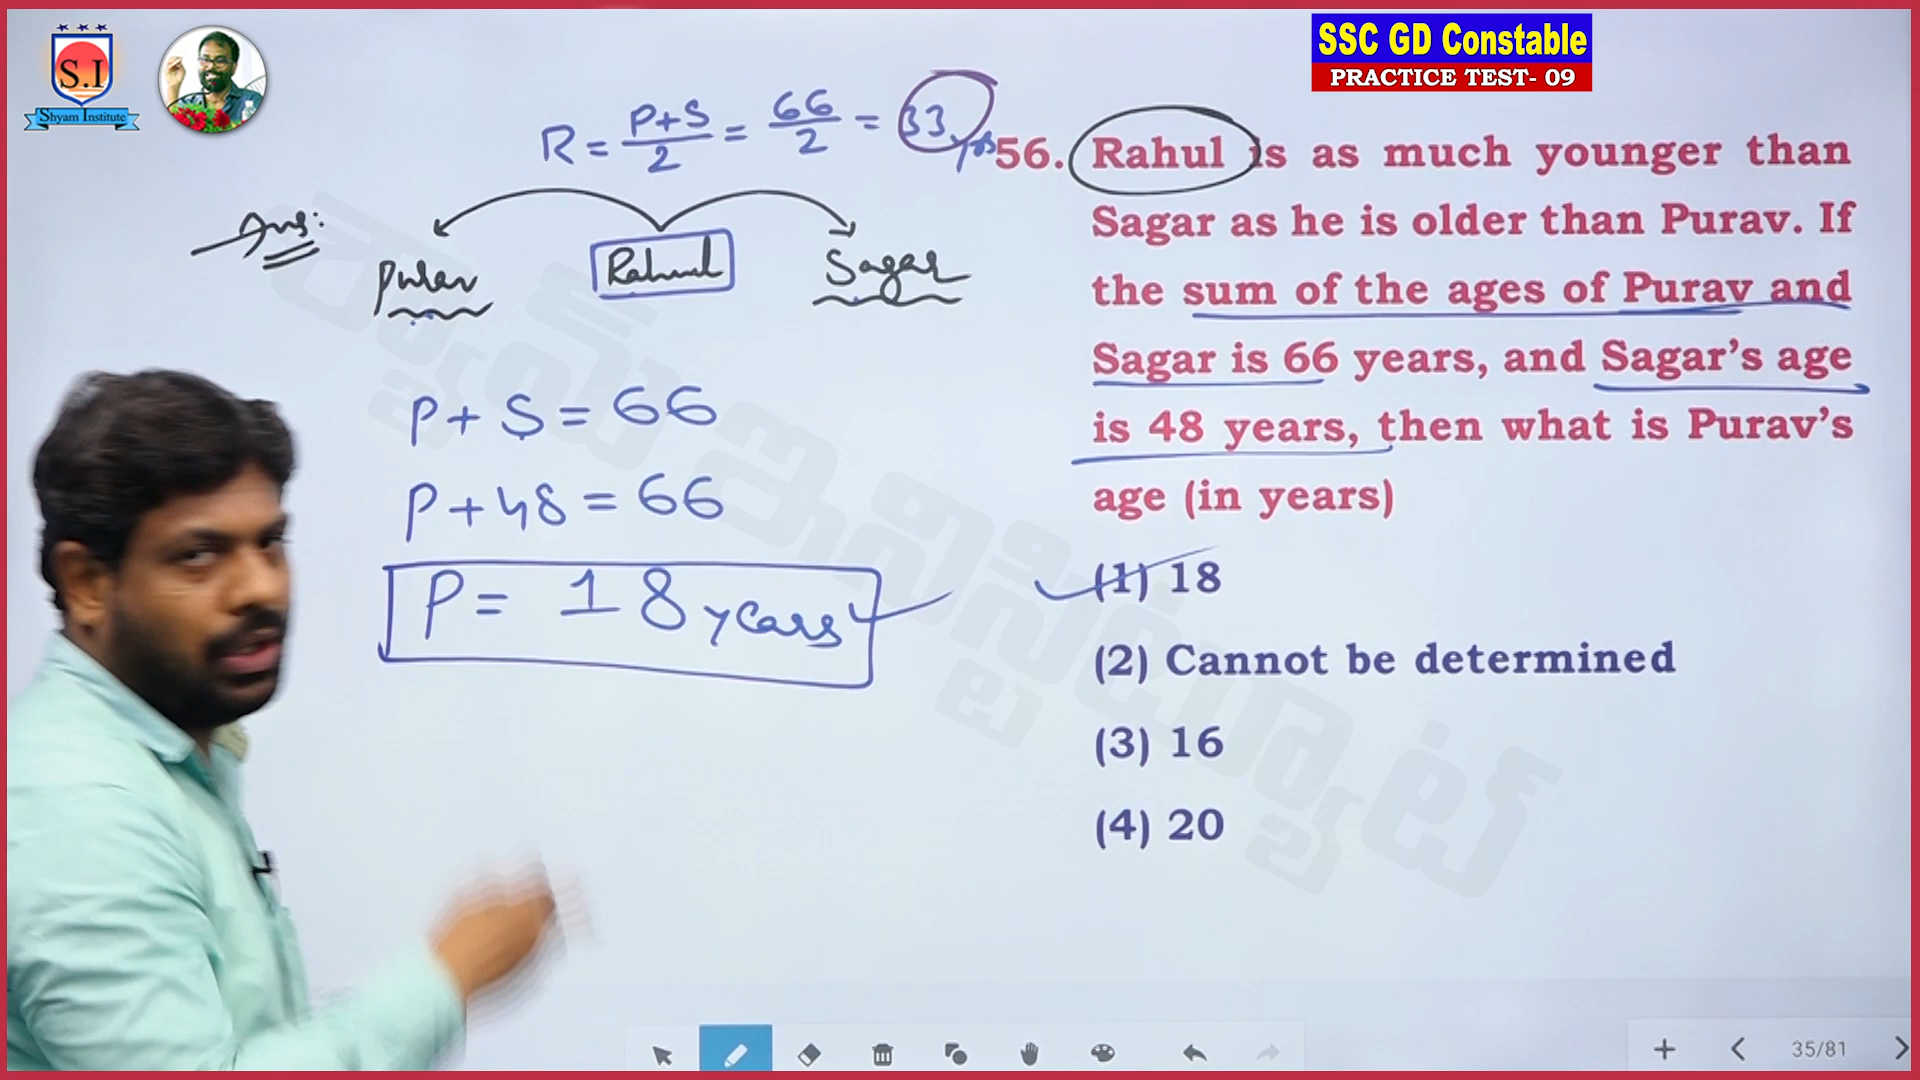 ★ ★ ★
S.I
Shyam Institute
SSC GD Constable
PRACTICE TEST- 09
R = P+S/2 = 66/2 = 33 yrs
Ans:
Purav Rahul Sagar
P + S = 66
P + 48 = 66
P = 18 years
56. Rahul is as much younger than
Sagar as he is older than Purav. If
the sum of the ages of Purav and
Sagar is 66 years, and Sagar's age
is 48 years, then what is Purav's
age (in years)
(1) 18
(2) Cannot be determined
(3) 16
(4) 20
శ్యామ్ ఇన్‌స్టిట్యూట్
35/81